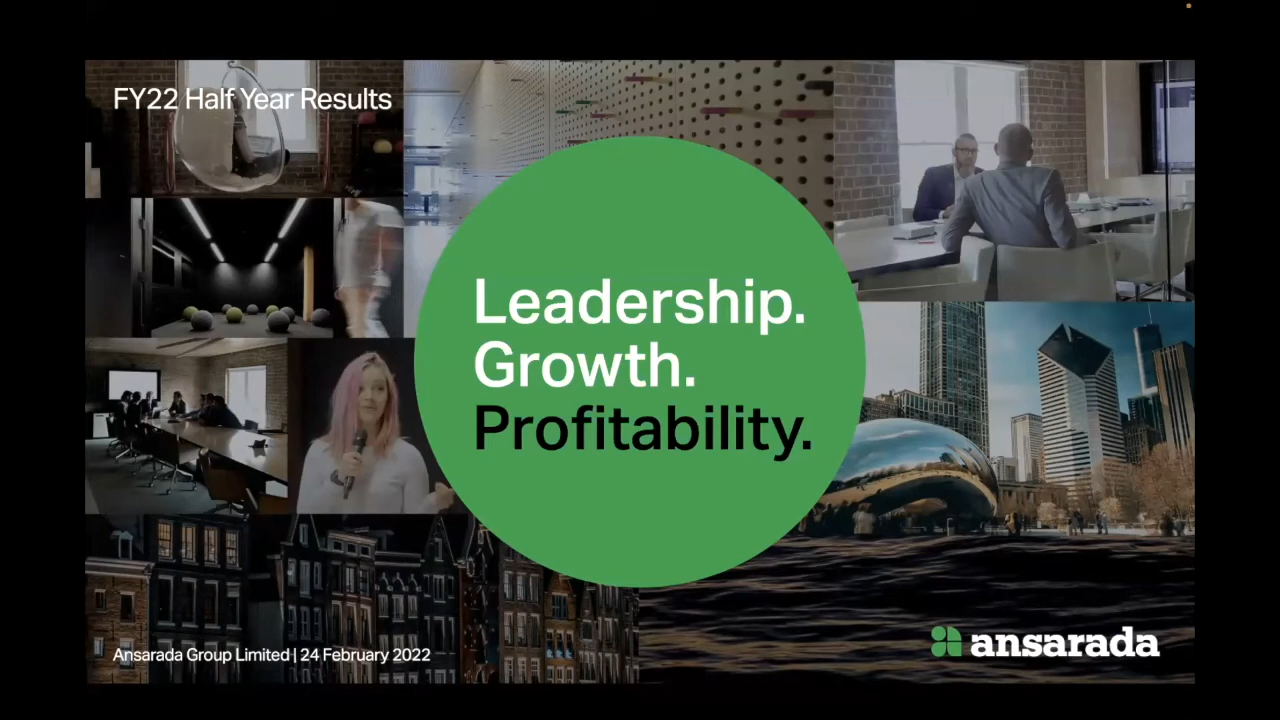 FY22 Half Year Results
Leadership.
Growth.
Profitability.
Ansarada Group Limited | 24 February 2022
ansarada